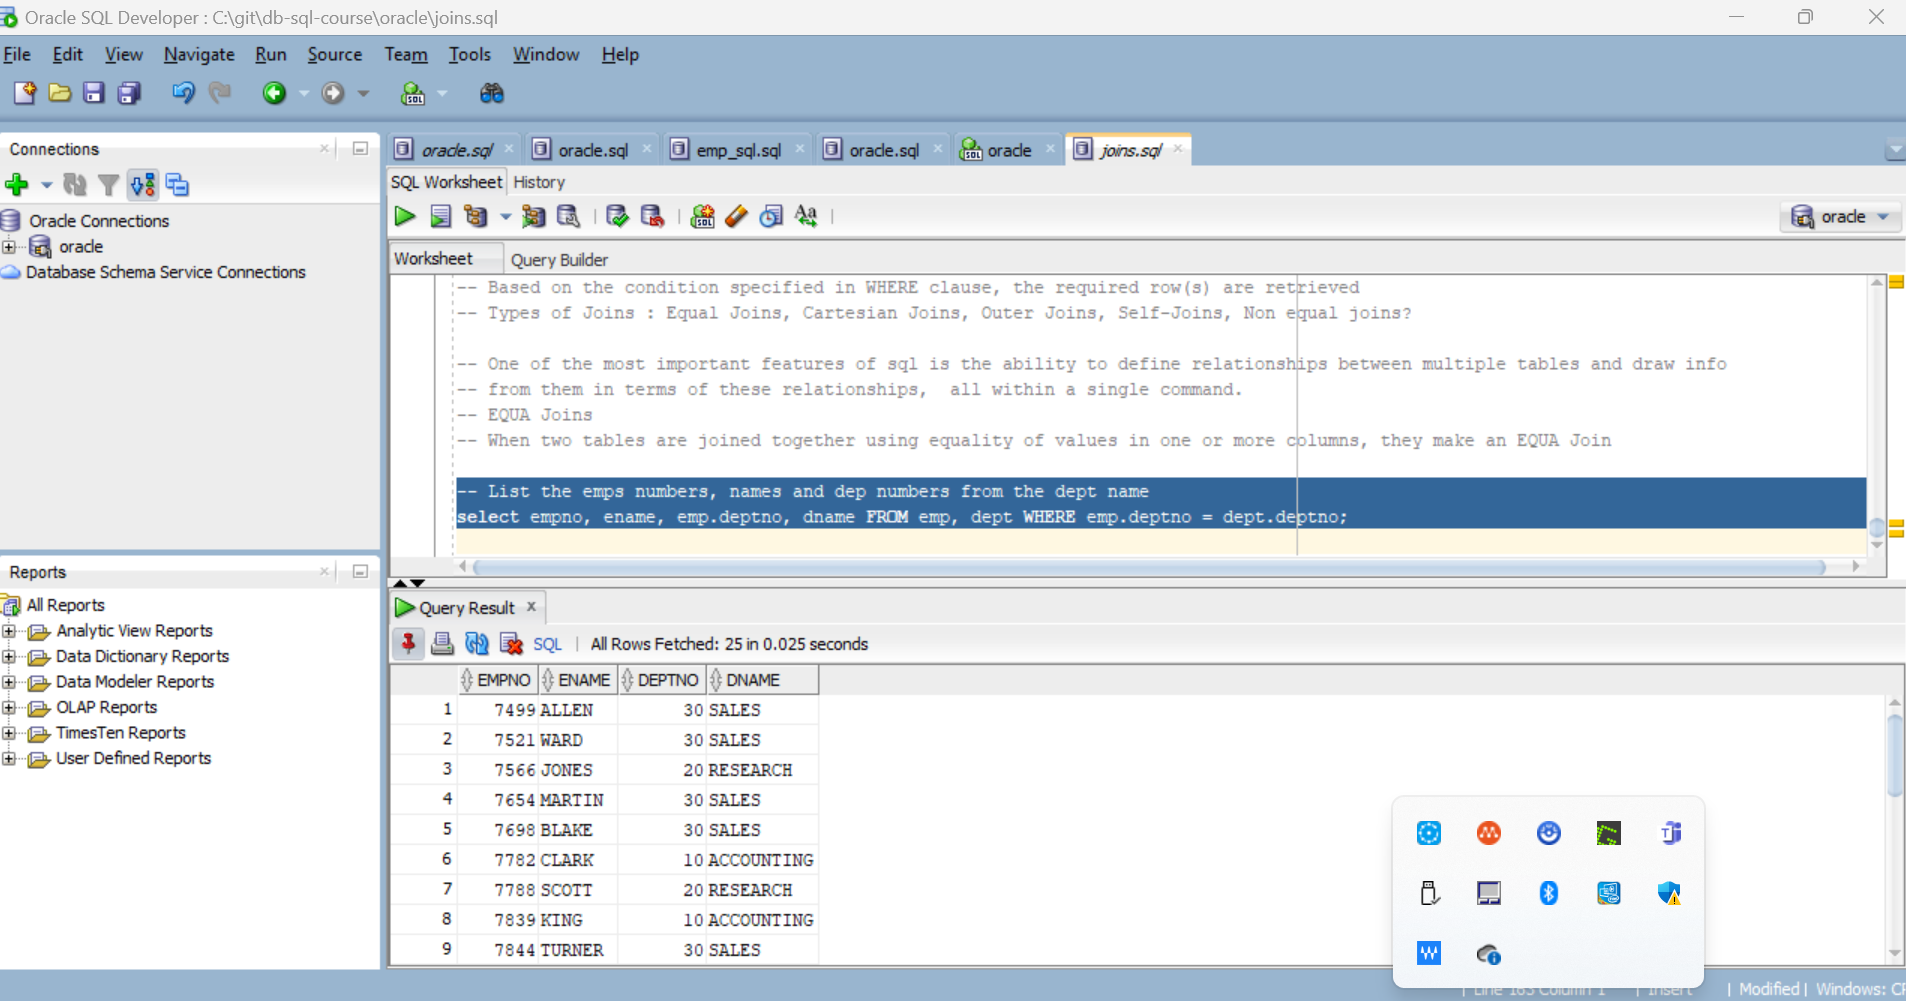 Oracle SQL Developer : C:\git\db-sql-course\oracle\joins.sql
File Edit View Navigate Run Source Team Tools Window Help
Connections
Oracle Connections
oracle
Database Schema Service Connections
Reports
All Reports
Analytic View Reports
Data Dictionary Reports
Data Modeler Reports
OLAP Reports
TimesTen Reports
User Defined Reports
oracle.sql oracle.sql emp_sql.sql oracle.sql oracle joins.sql
SQL Worksheet History
oracle
Worksheet Query Builder
-- Based on the condition specified in WHERE clause, the required row(s) are retrieved
-- Types of Joins : Equal Joins, Cartesian Joins, Outer Joins, Self-Joins, Non equal joins?
-- One of the most important features of sql is the ability to define relationships between multiple tables and draw info
-- from them in terms of these relationships,  all within a single command.
-- EQUA Joins
-- When two tables are joined together using equality of values in one or more columns, they make an EQUA Join
-- List the emps numbers, names and dep numbers from the dept name
select empno, ename, emp.deptno, dname FROM emp, dept WHERE emp.deptno = dept.deptno;
Query Result
SQL | All Rows Fetched: 25 in 0.025 seconds
EMPNO ENAME DEPTNO DNAME
1 7499 ALLEN 30 SALES
2 7521 WARD 30 SALES
3 7566 JONES 20 RESEARCH
4 7654 MARTIN 30 SALES
5 7698 BLAKE 30 SALES
6 7782 CLARK 10 ACCOUNTING
7 7788 SCOTT 20 RESEARCH
8 7839 KING 10 ACCOUNTING
9 7844 TURNER 30 SALES
| Modified | Windows: